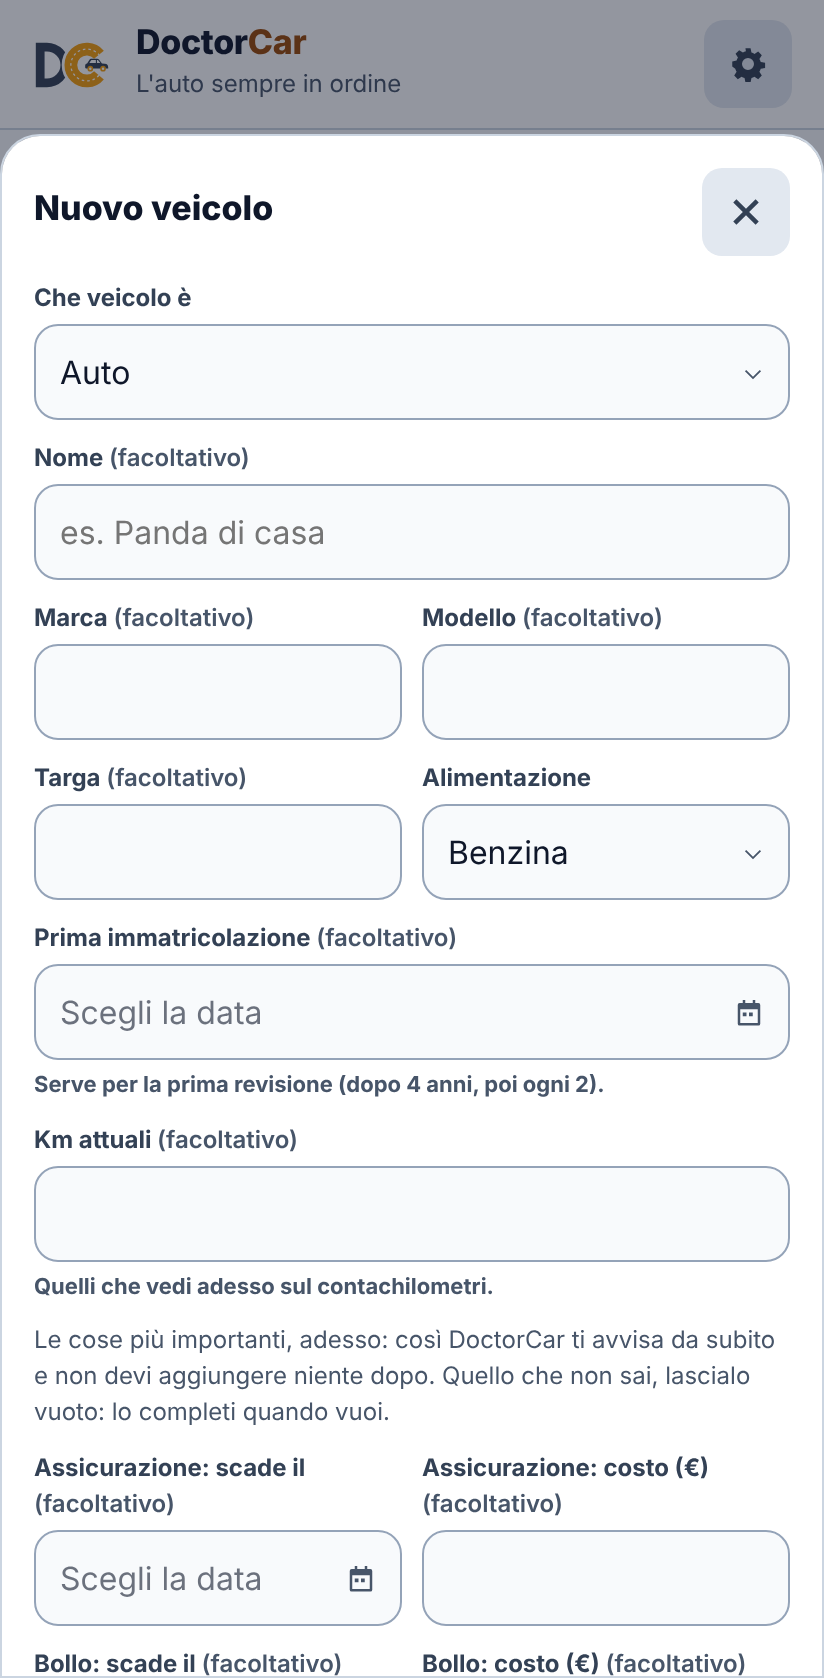 DC
DoctorCar
L'auto sempre in ordine
Nuovo veicolo
Che veicolo è
Auto
Nome (facoltativo)
es. Panda di casa
Marca (facoltativo) Modello (facoltativo)
Targa (facoltativo) Alimentazione
Benzina
Prima immatricolazione (facoltativo)
Scegli la data
Serve per la prima revisione (dopo 4 anni, poi ogni 2).
Km attuali (facoltativo)
Quelli che vedi adesso sul contachilometri.
Le cose più importanti, adesso: così DoctorCar ti avvisa da subito
e non devi aggiungere niente dopo. Quello che non sai, lascialo
vuoto: lo completi quando vuoi.
Assicurazione: scade il
(facoltativo)
Assicurazione: costo (€)
(facoltativo)
Scegli la data
Bollo: scade il (facoltativo) Bollo: costo (€) (facoltativo)